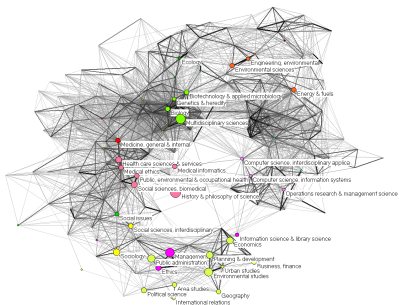 Ecology
Engineering, environmental
Environmental sciences
Energy & fuels
Biotechnology & applied microbiology
Genetics & heredity
Biology
Multidisciplinary sciences
Medicine, general & internal
Computer science, interdisciplinary applica
Health care sciences & services
Medical ethics
Medical informatics
Public, environmental & occupational health
Computer science, information systems
Social sciences, biomedical
History & philosophy of science
Operations research & management science
Social issues
Social sciences, interdisciplinary
Information science & library science
Economics
Sociology
Management
Planning & development
Public administration
Business, finance
Ethics
Urban studies
Environmental studies
Area studies
Political science
Geography
International relations